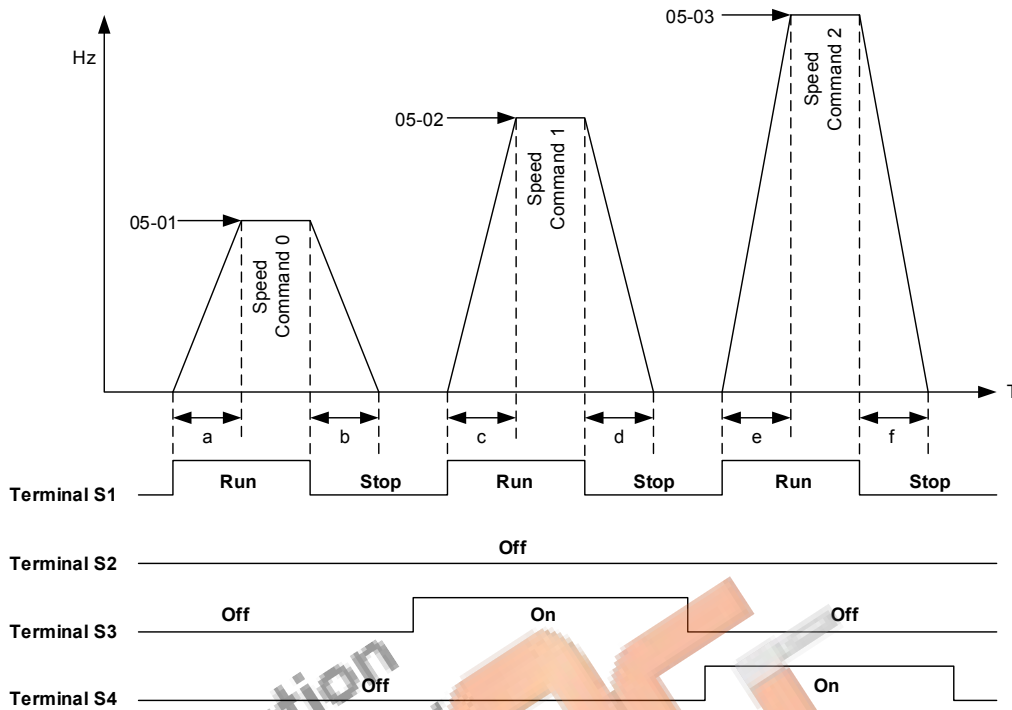 05-03
Hz
Speed
Command 2
05-02
Speed
Command 1
05-01
Speed
Command 0
T
a
b
c
d
e
f
Terminal S1
Run
Stop
Run
Stop
Run
Stop
Terminal S2
Off
Terminal S3
Off
On
Off
Terminal S4
Off
On